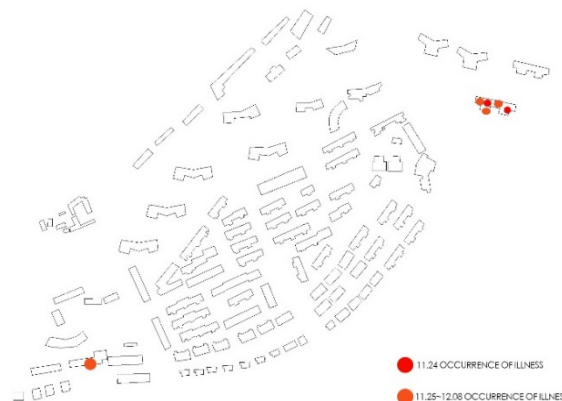 11.24 OCCURRENCE OF ILLNESS
11.25~12.08 OCCURRENCE OF ILLNES